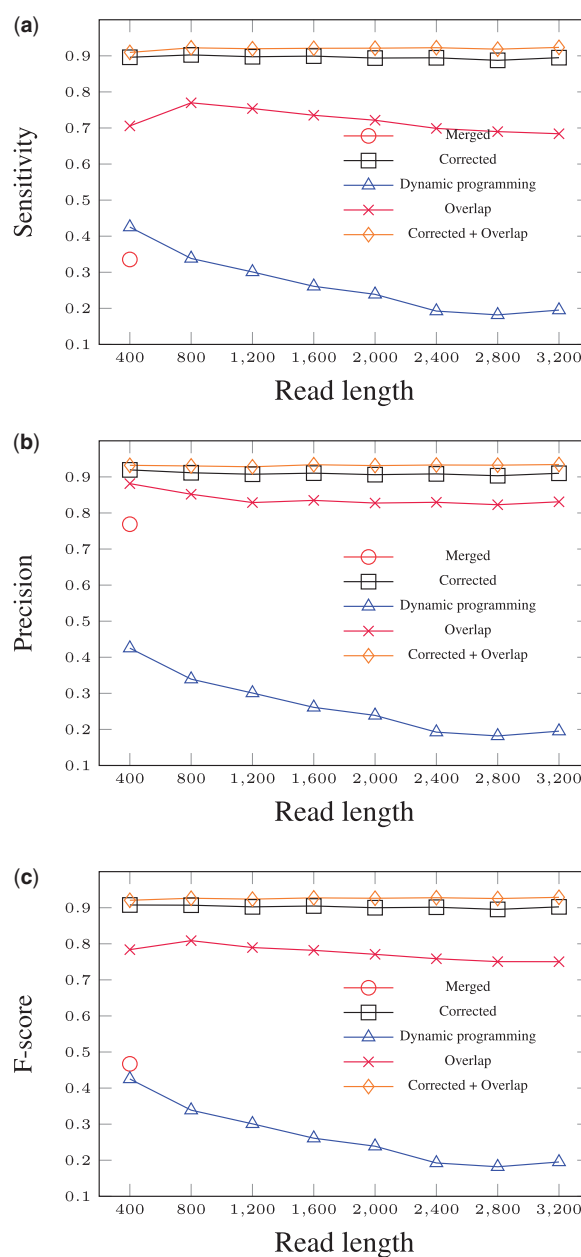 (a)
Sensitivity
0.9
0.8
0.7
0.6
0.5
0.4
0.3
0.2
0.1
Merged
Corrected
Dynamic programming
Overlap
Corrected + Overlap
400 800 1,200 1,600 2,000 2,400 2,800 3,200
Read length
(b)
Precision
0.9
0.8
0.7
0.6
0.5
0.4
0.3
0.2
0.1
Merged
Corrected
Dynamic programming
Overlap
Corrected + Overlap
400 800 1,200 1,600 2,000 2,400 2,800 3,200
Read length
(c)
F-score
0.9
0.8
0.7
0.6
0.5
0.4
0.3
0.2
0.1
Merged
Corrected
Dynamic programming
Overlap
Corrected + Overlap
400 800 1,200 1,600 2,000 2,400 2,800 3,200
Read length